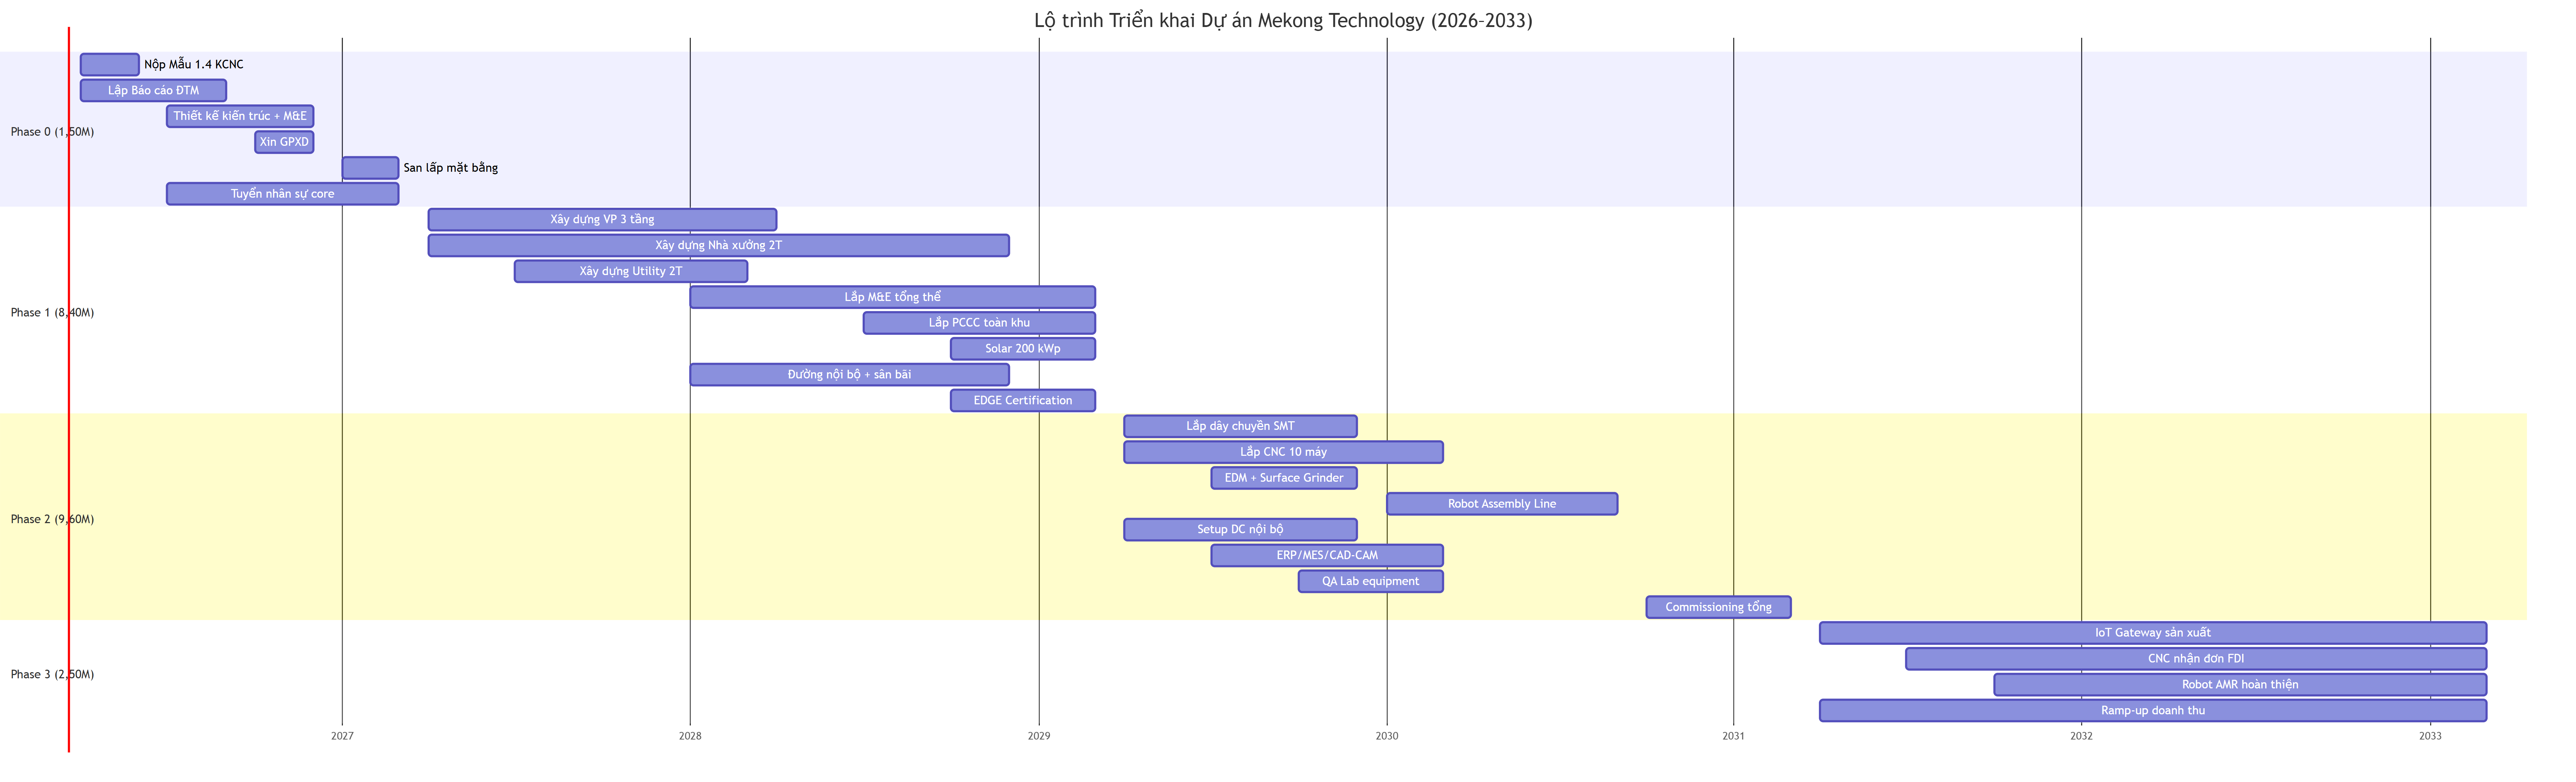 Lộ trình Triển khai Dự án Mekong Technology (2026-2033)
Phase 0 (1,50M)
Nộp Mẫu 1.4 KCNC
Lập Báo cáo ĐTM
Thiết kế kiến trúc + M&E
Xin GPXD
San lấp mặt bằng
Tuyển nhân sự core
Phase 1 (8,40M)
Xây dựng VP 3 tầng
Xây dựng Nhà xưởng 2T
Xây dựng Utility 2T
Lắp M&E tổng thể
Lắp PCCC toàn khu
Solar 200 kWp
Đường nội bộ + sân bãi
EDGE Certification
Phase 2 (9,60M)
Lắp dây chuyền SMT
Lắp CNC 10 máy
EDM + Surface Grinder
Robot Assembly Line
Setup DC nội bộ
ERP/MES/CAD-CAM
QA Lab equipment
Commissioning tổng
Phase 3 (2,50M)
IoT Gateway sản xuất
CNC nhận đơn FDI
Robot AMR hoàn thiện
Ramp-up doanh thu
2027 2028 2029 2030 2031 2032 2033